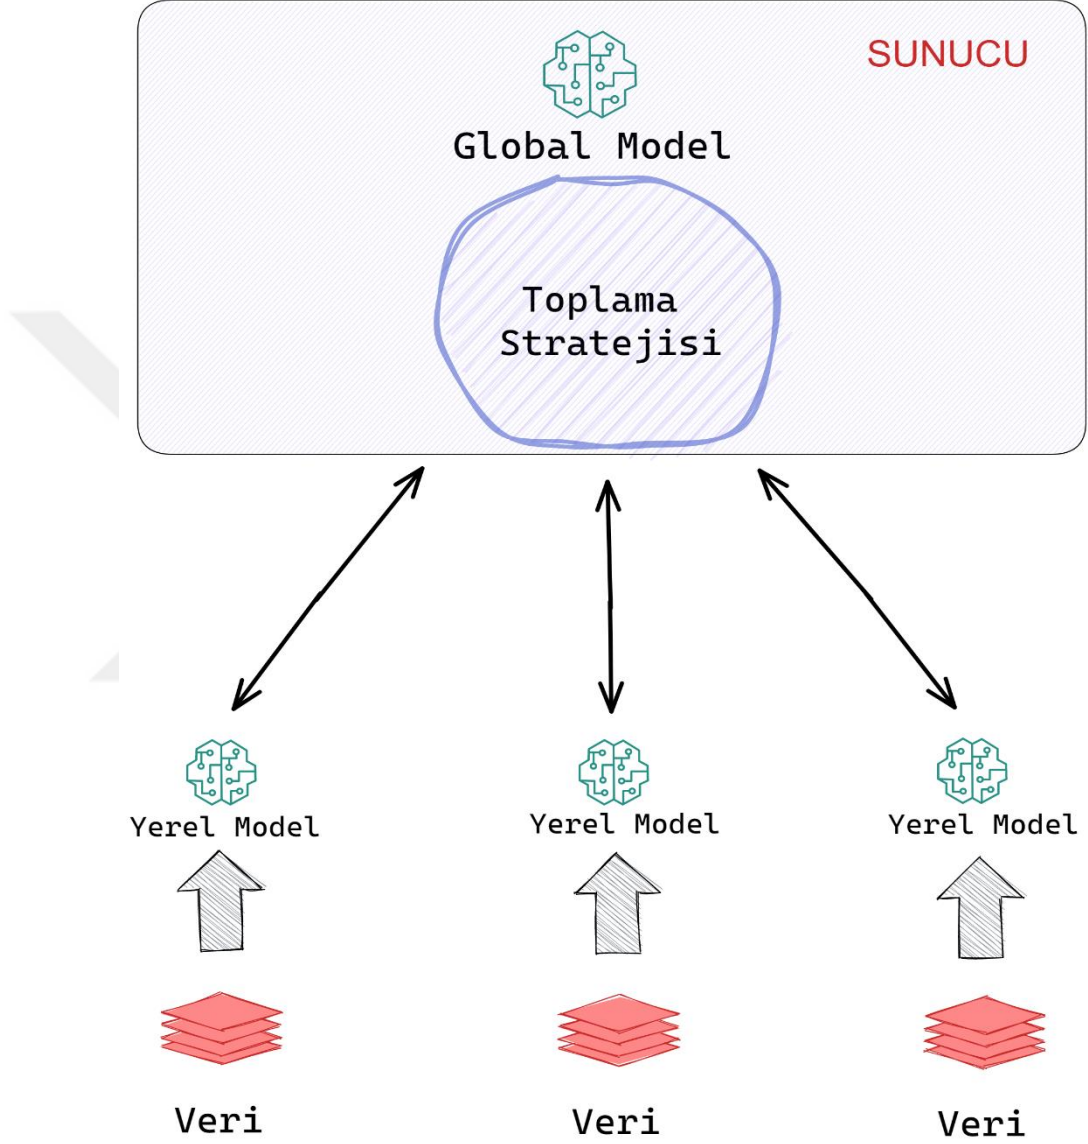 SUNUCU
Global Model
Toplama
Stratejisi
Yerel Model
Yerel Model
Yerel Model
Veri
Veri
Veri